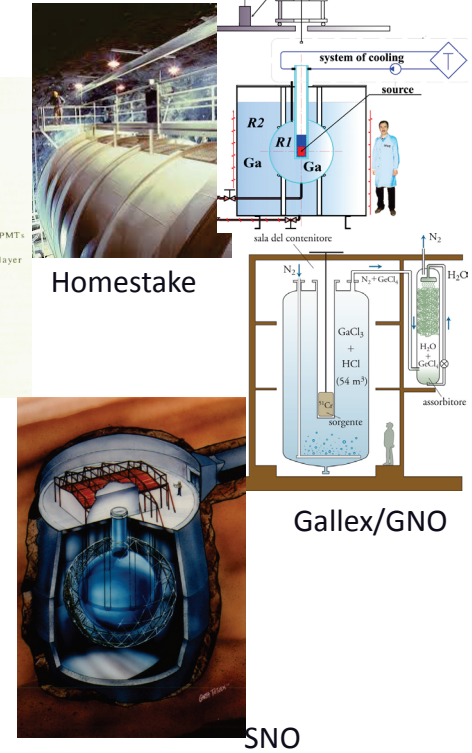 system of cooling
T
source
R2
R1
Ga
Ga
PMTs
layer
Homestake
sala del contenitore
N₂
N₂
N₂ + GeCl₄
H₂O
GaCl₃
+
HCl
(54 m³)
H₂O
+
GeCl₄
⁵¹Cr
sorgente
assorbitore
Gallex/GNO
SNO